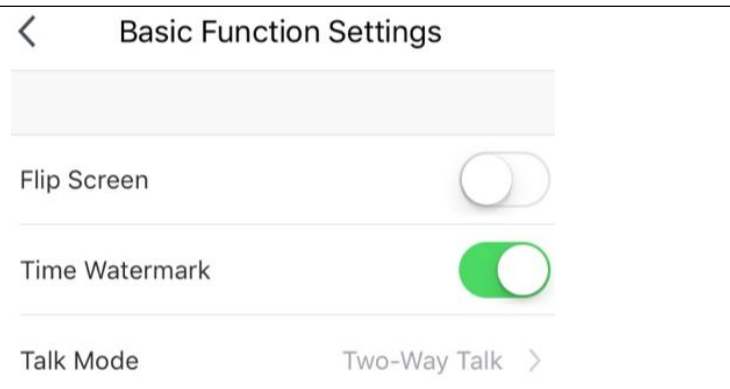 Basic Function Settings
Flip Screen
Time Watermark
Talk Mode Two-Way Talk